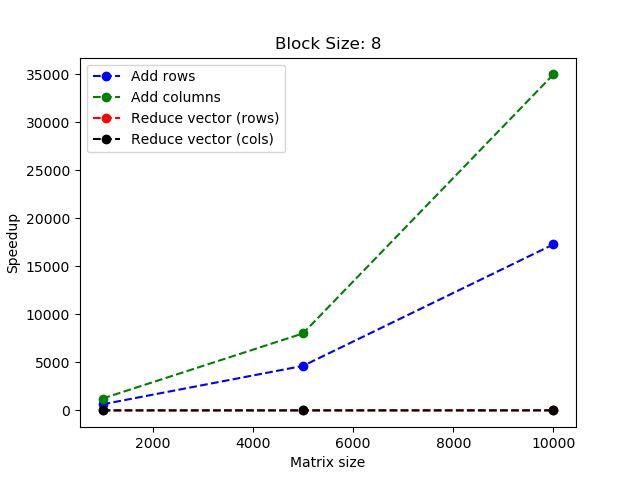 Block Size: 8
Add rows
Add columns
Reduce vector (rows)
Reduce vector (cols)
35000
30000
25000
20000
15000
10000
5000
0
Speedup
2000 4000 6000 8000 10000
Matrix size